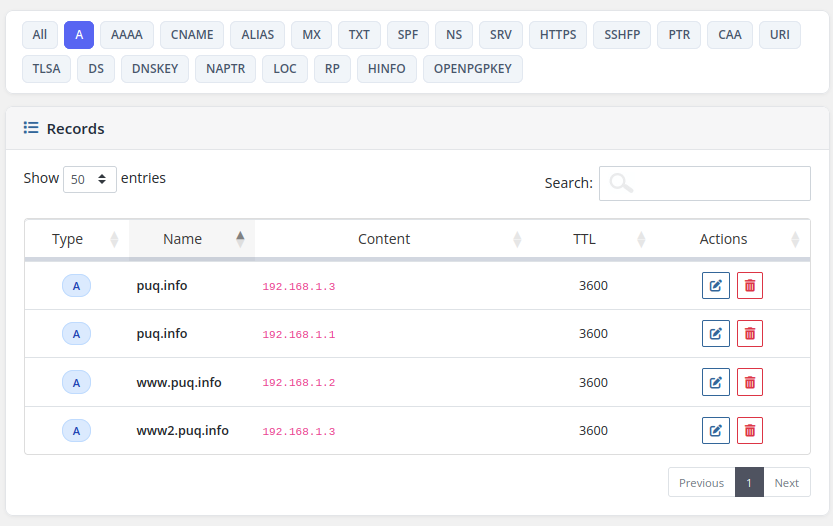 All A AAAA CNAME ALIAS MX TXT SPF NS SRV HTTPS SSHFP PTR CAA URI
TLSA DS DNSKEY NAPTR LOC RP HINFO OPENPGPKEY
Records
Show 50 entries Search:
Type Name Content TTL Actions
A puq.info 192.168.1.3 3600
A puq.info 192.168.1.1 3600
A www.puq.info 192.168.1.2 3600
A www2.puq.info 192.168.1.3 3600
Previous 1 Next